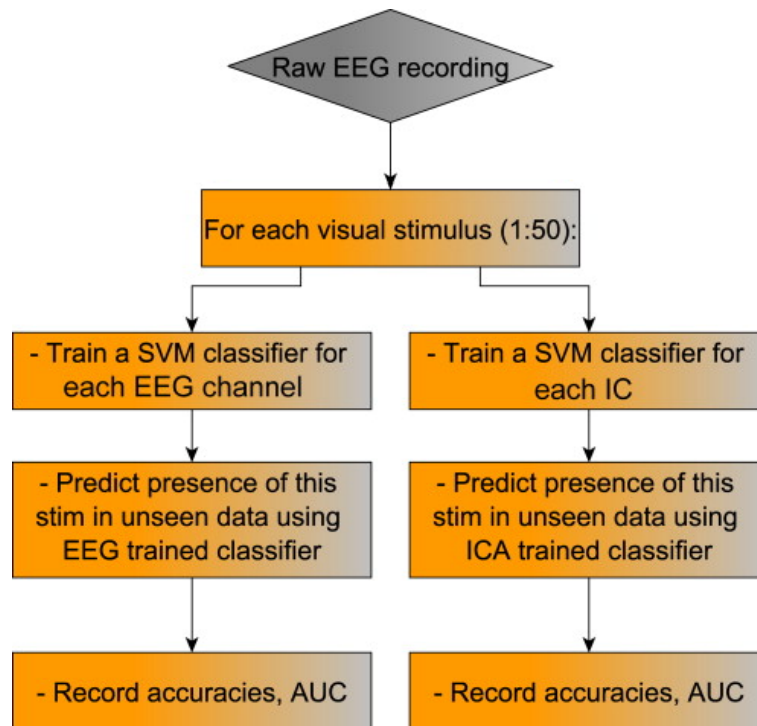 Raw EEG recording
For each visual stimulus (1:50):
- Train a SVM classifier for
each EEG channel
- Predict presence of this
stim in unseen data using
EEG trained classifier
- Record accuracies, AUC
- Train a SVM classifier for
each IC
- Predict presence of this
stim in unseen data using
ICA trained classifier
- Record accuracies, AUC